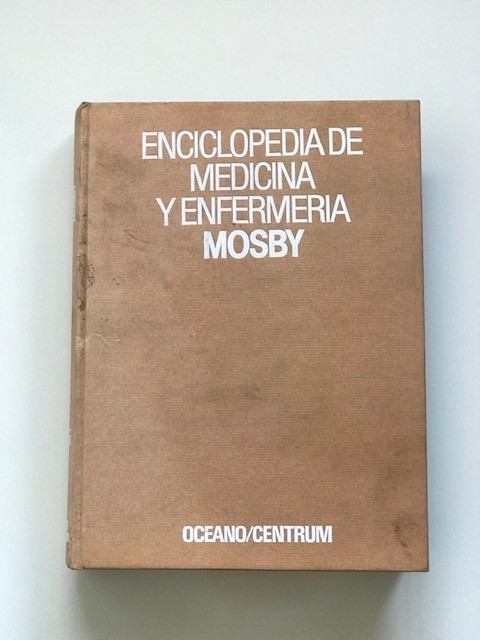 ENCICLOPEDIA DE
MEDICINA
Y ENFERMERIA
MOSBY
OCEANO/CENTRUM